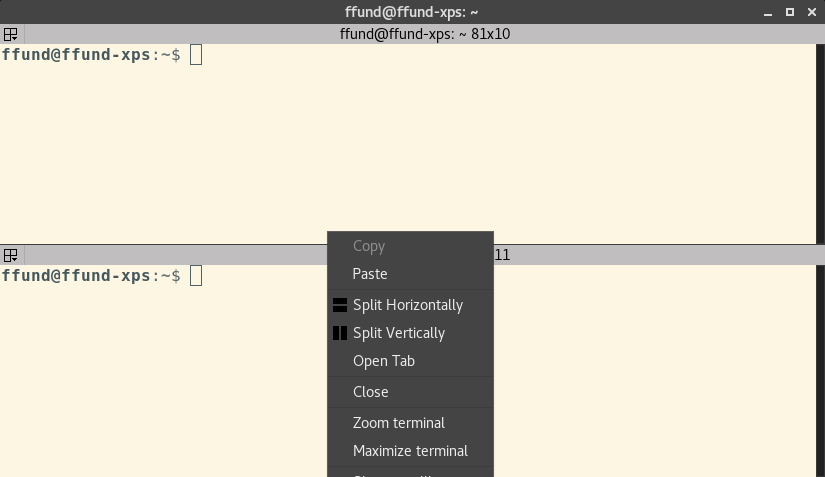 ffund@ffund-xps: ~
ffund@ffund-xps: ~ 81x10
ffund@ffund-xps:~$
11
ffund@ffund-xps:~$
Copy
Paste
Split Horizontally
Split Vertically
Open Tab
Close
Zoom terminal
Maximize terminal